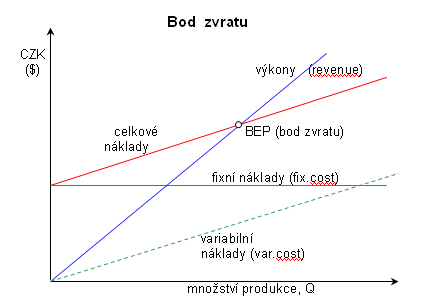 Bod zvratu
CZK
($)
výkony (revenue)
celkové
náklady
BEP (bod zvratu)
fixní náklady (fix.cost)
variabilní
náklady (var.cost)
množství produkce, Q